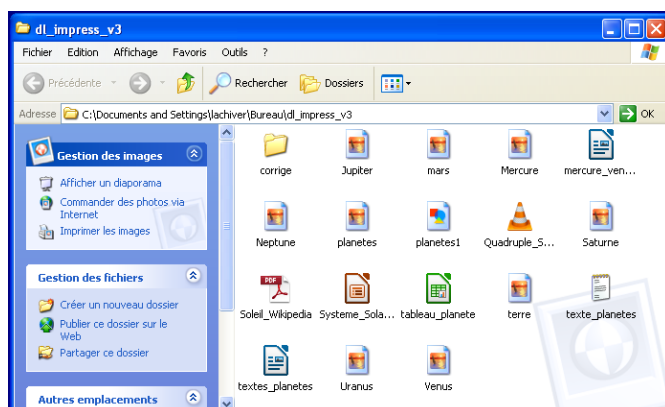 dl_impress_v3
Fichier Edition Affichage Favoris Outils ?
Précédente Rechercher Dossiers
Adresse C:\Documents and Settings\lachiver\Bureau\dl_impress_v3 OK
Gestion des images
Afficher un diaporama
Commander des photos via
Internet
Imprimer les images
Gestion des fichiers
Créer un nouveau dossier
Publier ce dossier sur le
Web
Partager ce dossier
Autres emplacements
corrige Jupiter mars Mercure mercure_ven...
Neptune planetes planetes1 Quadruple_S... Saturne
PDF
Soleil_Wikipedia Systeme_Sola... tableau_planete terre texte_planetes
textes_planetes Uranus Venus